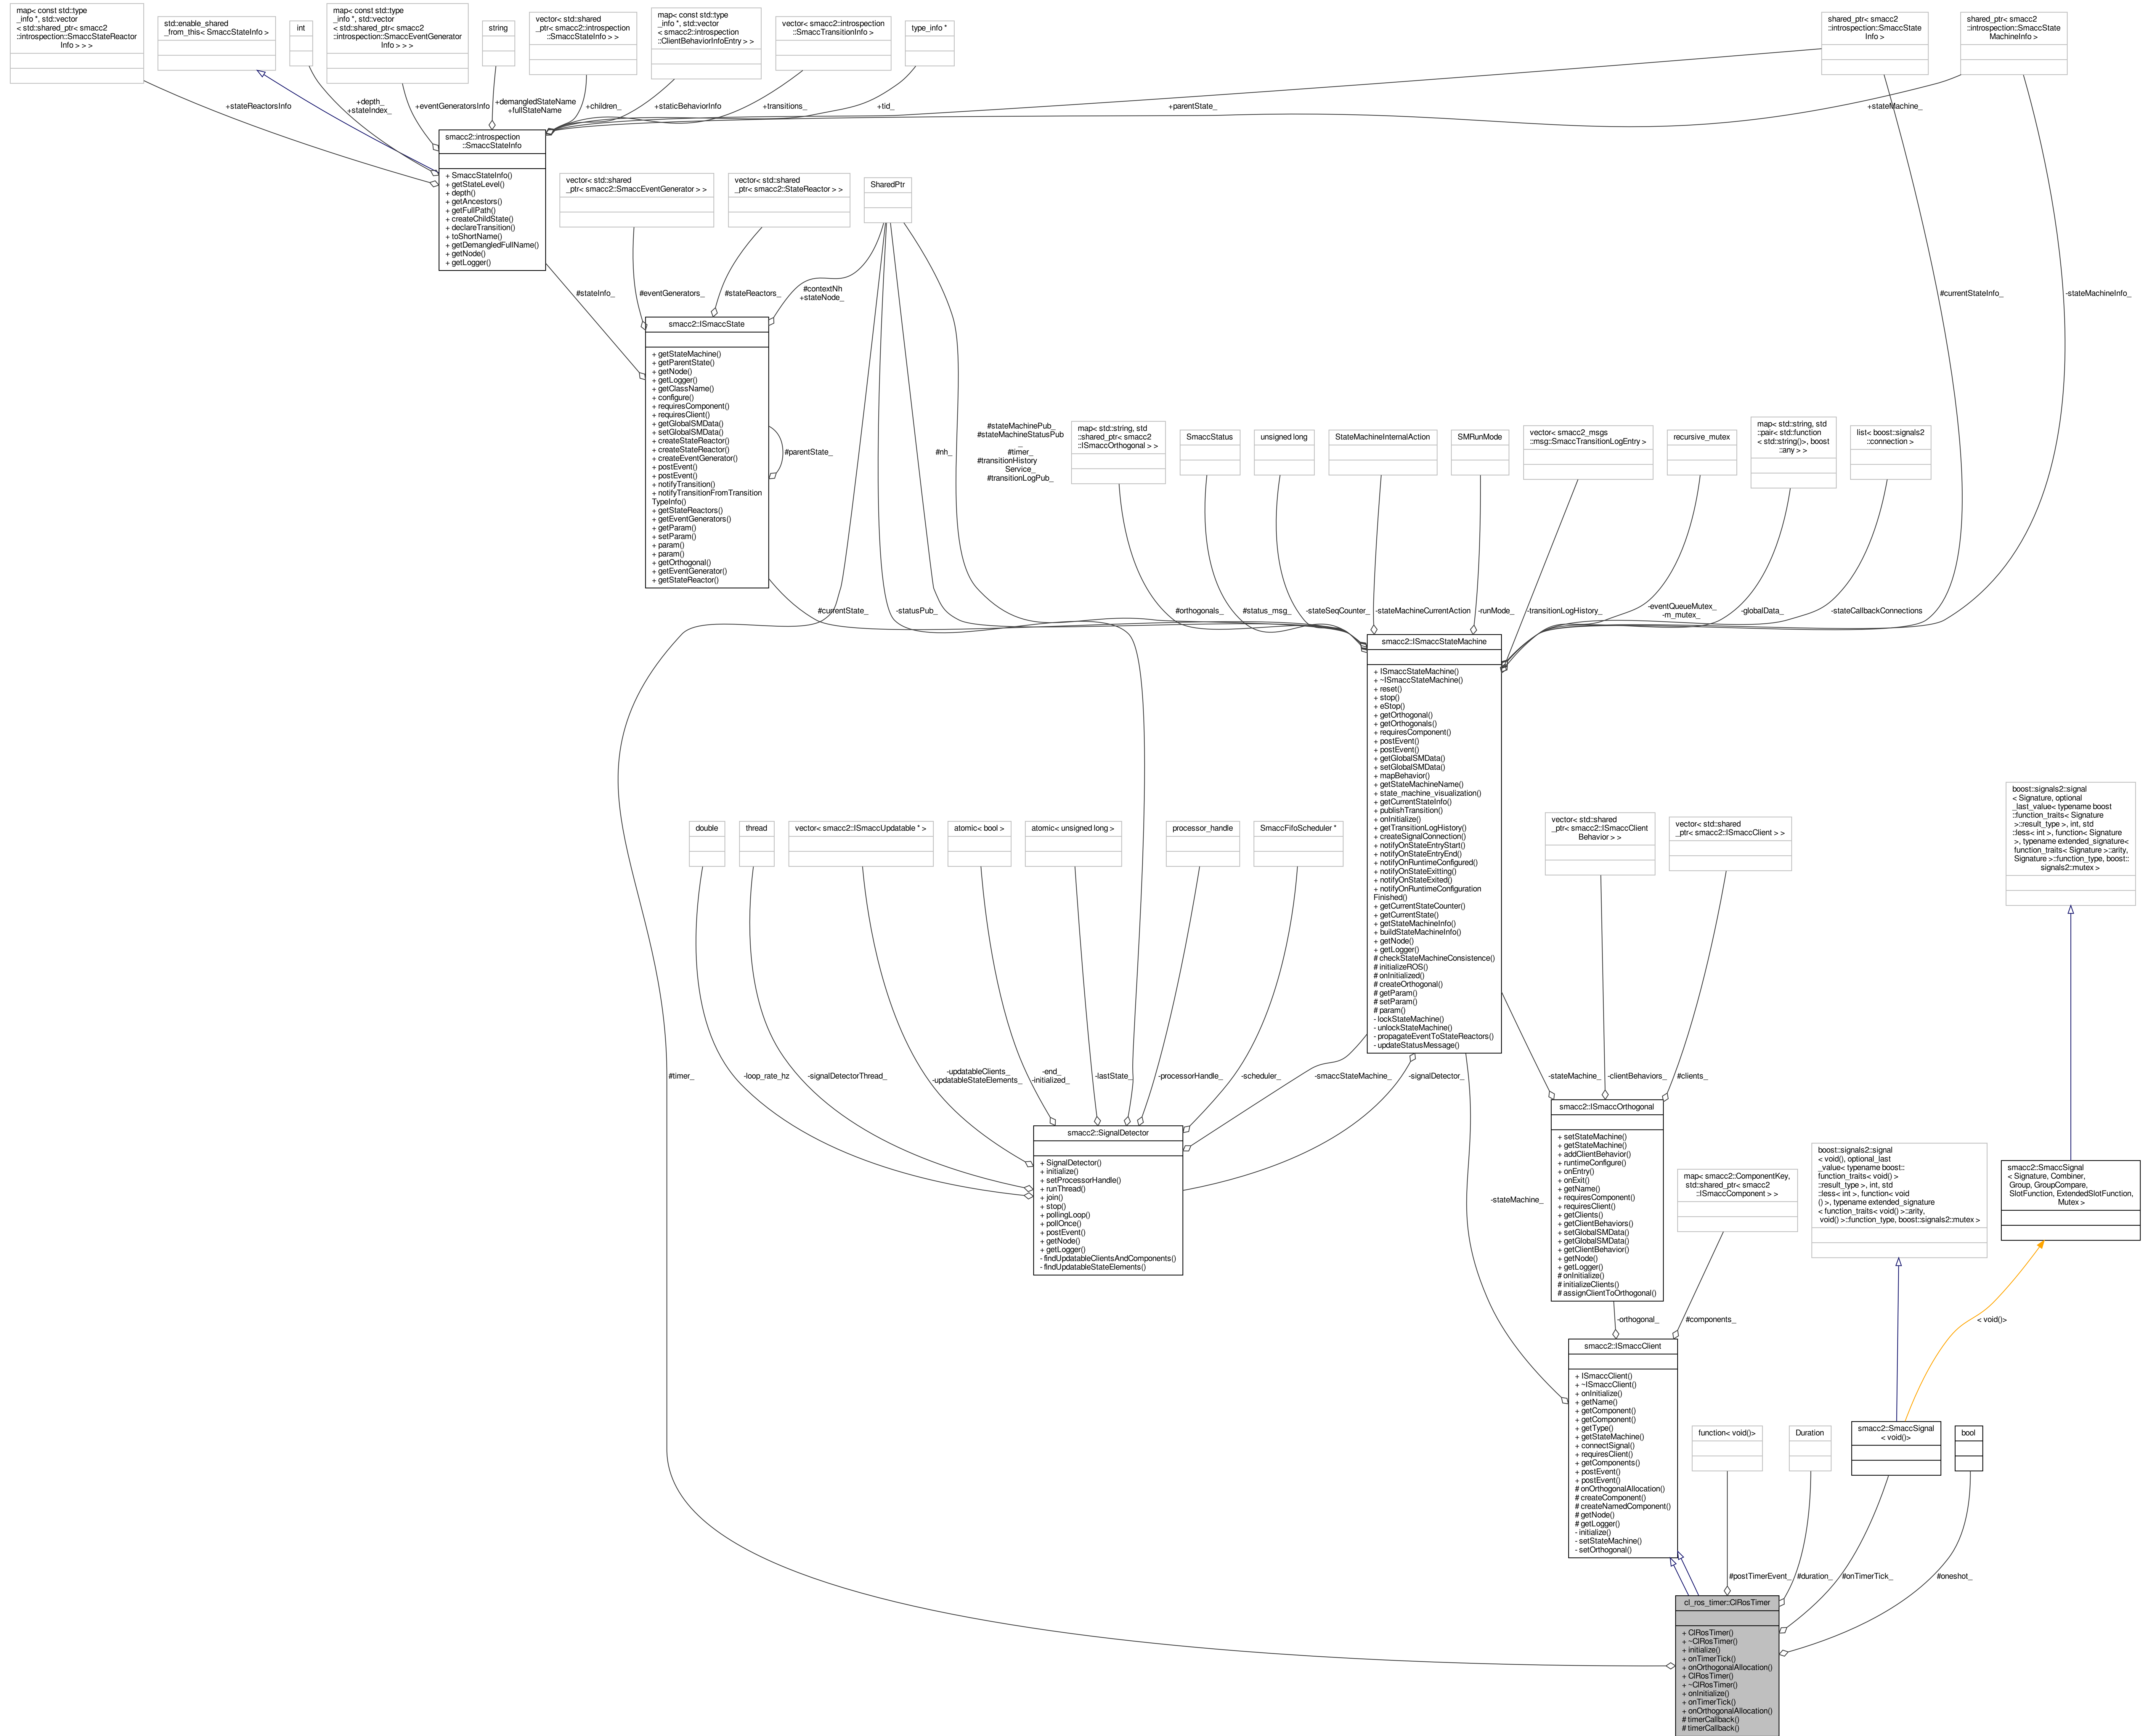 map< const std::type
_info *, std::vector
< std::shared_ptr< smacc2
::introspection::SmaccStateReactor
Info > > >
std::enable_shared
_from_this< SmaccStateInfo >
int
map< const std::type
_info *, std::vector
< std::shared_ptr< smacc2
::introspection::SmaccEventGenerator
Info > > >
string
vector< std::shared
_ptr< smacc2::introspection
::SmaccStateInfo > >
map< const std::type
_info *, std::vector
< smacc2::introspection
::ClientBehaviorInfoEntry > >
vector< smacc2::introspection
::SmaccTransitionInfo >
type_info *
shared_ptr< smacc2
::introspection::SmaccState
Info >
shared_ptr< smacc2
::introspection::SmaccState
MachineInfo >
+stateReactorsInfo
+depth_
+stateIndex_
+eventGeneratorsInfo
+demangledStateName
+fullStateName
+children_
+staticBehaviorInfo
+transitions_
+tid_
+parentState_
+stateMachine_
smacc2::introspection
::SmaccStateInfo
+ SmaccStateInfo()
+ getStateLevel()
+ depth()
+ getAncestors()
+ getFullPath()
+ createChildState()
+ declareTransition()
+ toShortName()
+ getDemangledFullName()
+ getNode()
+ getLogger()
vector< std::shared
_ptr< smacc2::SmaccEventGenerator > >
vector< std::shared
_ptr< smacc2::StateReactor > >
SharedPtr
#stateInfo_
#eventGenerators_
#stateReactors_
#contextNh
+stateNode_
#currentStateInfo_
-stateMachineInfo_
smacc2::ISmaccState
+ getStateMachine()
+ getParentState()
+ getNode()
+ getLogger()
+ getClassName()
+ configure()
+ requiresComponent()
+ requiresClient()
+ getGlobalSMData()
+ setGlobalSMData()
+ createStateReactor()
+ createStateReactor()
+ createEventGenerator()
+ postEvent()
+ postEvent()
+ notifyTransition()
+ notifyTransitionFromTransition
TypeInfo()
+ getStateReactors()
+ getEventGenerators()
+ getParam()
+ setParam()
+ param()
+ param()
+ getOrthogonal()
+ getEventGenerator()
+ getStateReactor()
#parentState_
#nh_
#stateMachinePub_
#stateMachineStatusPub
_
#timer_
#transitionHistory
Service_
#transitionLogPub_
map< std::string, std
::shared_ptr< smacc2
::ISmaccOrthogonal > >
SmaccStatus
unsigned long
StateMachineInternalAction
SMRunMode
vector< smacc2_msgs
::msg::SmaccTransitionLogEntry >
recursive_mutex
map< std::string, std
::pair< std::function
< std::string()>, boost
::any > >
list< boost::signals2
::connection >
#currentState_
-statusPub_
#orthogonals_
#status_msg_
-stateSeqCounter_
-stateMachineCurrentAction
-runMode_
-transitionLogHistory_
-eventQueueMutex_
-m_mutex_
-globalData_
-stateCallbackConnections
smacc2::ISmaccStateMachine
+ ISmaccStateMachine()
+ ~ISmaccStateMachine()
+ reset()
+ stop()
+ eStop()
+ getOrthogonal()
+ getOrthogonals()
+ requiresComponent()
+ postEvent()
+ postEvent()
+ getGlobalSMData()
+ setGlobalSMData()
+ mapBehavior()
+ getStateMachineName()
+ state_machine_visualization()
+ getCurrentStateInfo()
+ publishTransition()
+ onInitialize()
+ getTransitionLogHistory()
+ createSignalConnection()
+ notifyOnStateEntryStart()
+ notifyOnStateEntryEnd()
+ notifyOnRuntimeConfigured()
+ notifyOnStateExitting()
+ notifyOnStateExited()
+ notifyOnRuntimeConfiguration
Finished()
+ getCurrentStateCounter()
+ getCurrentState()
+ getStateMachineInfo()
+ buildStateMachineInfo()
+ getNode()
+ getLogger()
# checkStateMachineConsistence()
# initializeROS()
# onInitialized()
# createOrthogonal()
# getParam()
# setParam()
# param()
- lockStateMachine()
- unlockStateMachine()
- propagateEventToStateReactors()
- updateStatusMessage()
double
thread
vector< smacc2::ISmaccUpdatable * >
atomic< bool >
atomic< unsigned long >
processor_handle
SmaccFifoScheduler *
vector< std::shared
_ptr< smacc2::ISmaccClient
Behavior > >
vector< std::shared
_ptr< smacc2::ISmaccClient > >
boost::signals2::signal
< Signature, optional
_last_value< typename boost
::function_traits< Signature
>::result_type >, int, std
::less< int >, function< Signature
>, typename extended_signature<
function_traits< Signature >::arity,
Signature >::function_type, boost::
signals2::mutex >
#timer_
-loop_rate_hz
-signalDetectorThread_
-updatableClients_
-updatableStateElements_
-end_
-initialized_
-lastState_
-processorHandle_
-scheduler_
-smaccStateMachine_
-signalDetector_
-stateMachine_
-clientBehaviors_
#clients_
smacc2::SignalDetector
+ SignalDetector()
+ initialize()
+ setProcessorHandle()
+ runThread()
+ join()
+ stop()
+ pollingLoop()
+ pollOnce()
+ postEvent()
+ getNode()
+ getLogger()
- findUpdatableClientsAndComponents()
- findUpdatableStateElements()
smacc2::ISmaccOrthogonal
+ setStateMachine()
+ getStateMachine()
+ addClientBehavior()
+ runtimeConfigure()
+ onEntry()
+ onExit()
+ getName()
+ requiresComponent()
+ requiresClient()
+ getClients()
+ getClientBehaviors()
+ setGlobalSMData()
+ getGlobalSMData()
+ getClientBehavior()
+ getNode()
+ getLogger()
# onInitialize()
# initializeClients()
# assignClientToOrthogonal()
map< smacc2::ComponentKey,
std::shared_ptr< smacc2
::ISmaccComponent > >
boost::signals2::signal
< void(), optional_last
_value< typename boost::
function_traits< void() >
::result_type >, int, std
::less< int >, function< void
() >, typename extended_signature
< function_traits< void() >::arity,
void() >::function_type, boost::signals2::mutex >
smacc2::SmaccSignal
< Signature, Combiner,
Group, GroupCompare,
SlotFunction, ExtendedSlotFunction,
Mutex >
-stateMachine_
-orthogonal_
#components_
< void()>
smacc2::ISmaccClient
+ ISmaccClient()
+ ~ISmaccClient()
+ onInitialize()
+ getName()
+ getComponent()
+ getComponent()
+ getType()
+ getStateMachine()
+ connectSignal()
+ requiresClient()
+ getComponents()
+ postEvent()
+ postEvent()
# onOrthogonalAllocation()
# createComponent()
# createNamedComponent()
# getNode()
# getLogger()
- initialize()
- setStateMachine()
- setOrthogonal()
function< void()>
Duration
smacc2::SmaccSignal
< void()>
bool
#postTimerEvent_
#duration_
#onTimerTick_
#oneshot_
cl_ros_timer::ClRosTimer
+ ClRosTimer()
+ ~ClRosTimer()
+ initialize()
+ onTimerTick()
+ onOrthogonalAllocation()
+ ClRosTimer()
+ ~ClRosTimer()
+ onInitialize()
+ onTimerTick()
+ onOrthogonalAllocation()
# timerCallback()
# timerCallback()